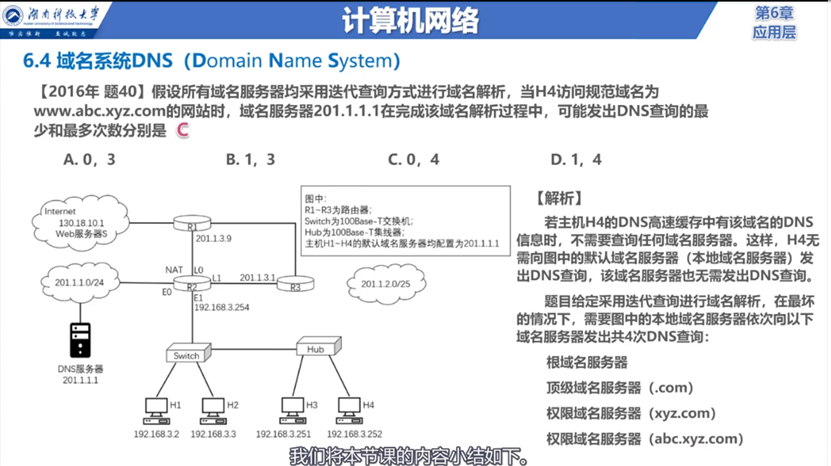 湖南科技大学
Hunan University of Science and Technology
唯实惟新 至诚致志
计算机网络
第6章
应用层
6.4 域名系统DNS（Domain Name System）
【2016年 题40】假设所有域名服务器均采用迭代查询方式进行域名解析，当H4访问规范域名为
www.abc.xyz.com的网站时，域名服务器201.1.1.1在完成该域名解析过程中，可能发出DNS查询的最
少和最多次数分别是 C
A. 0，3 B. 1，3 C. 0，4 D. 1，4
Internet
130.18.10.1
Web服务器S
R1
201.1.3.9
图中：
R1~R3为路由器；
Switch为100Base-T交换机；
Hub为100Base-T集线器；
主机H1~H4的默认域名服务器均配置为201.1.1.1
201.1.1.0/24
NAT L0
L1 201.1.3.1
R2
R3
E0
E1
192.168.3.254
201.1.2.0/25
DNS服务器
201.1.1.1
Switch
Hub
H1
H2
H3
H4
192.168.3.2 192.168.3.3 192.168.3.251 192.168.3.252
【解析】
若主机H4的DNS高速缓存中有该域名的DNS
信息时，不需要查询任何域名服务器。这样，H4无
需向图中的默认域名服务器（本地域名服务器）发
出DNS查询，该域名服务器也无需发出DNS查询。
题目给定采用迭代查询进行域名解析，在最坏
的情况下，需要图中的本地域名服务器依次向以下
域名服务器发出共4次DNS查询：
根域名服务器
顶级域名服务器（.com）
权限域名服务器（xyz.com）
权限域名服务器（abc.xyz.com）
我们将本节课的内容小结如下。